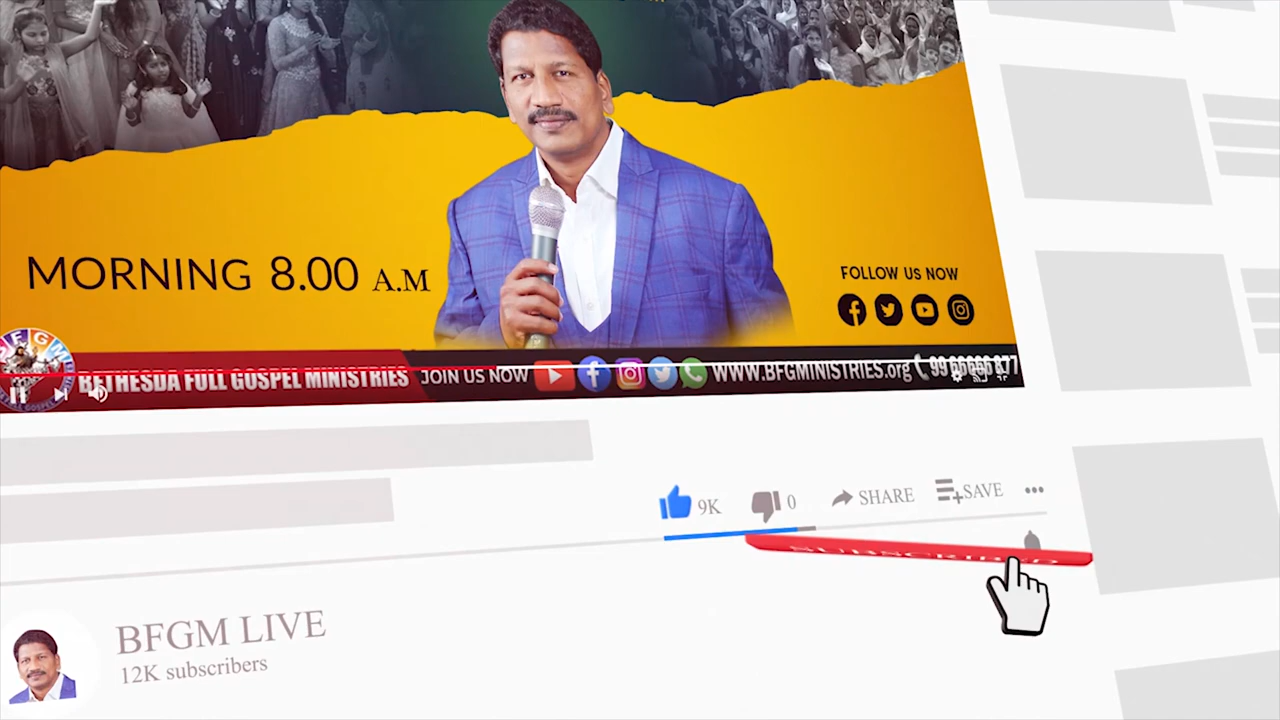 MORNING 8.00 A.M
FOLLOW US NOW
BETHESDA FULL GOSPEL MINISTRIES JOIN US NOW WWW.BFGMINISTRIES.org
9K 0 SHARE SAVE
BFGM LIVE
12K subscribers